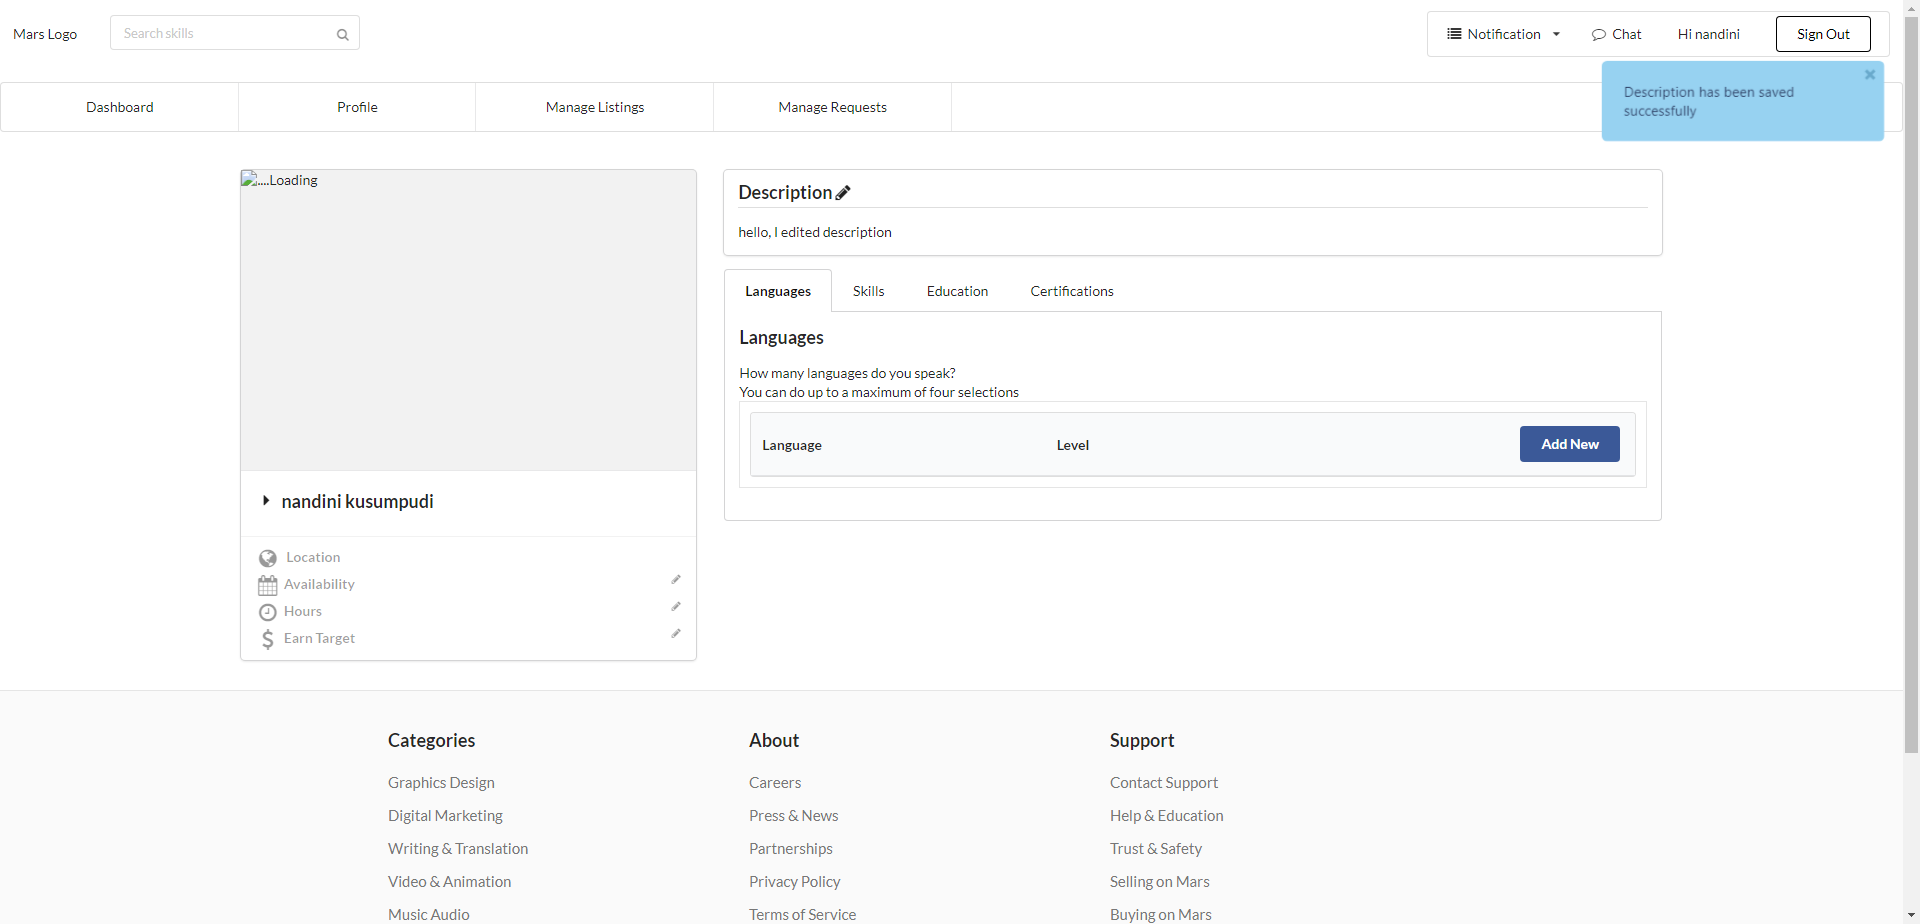 Mars Logo
Search skills
Notification
Chat
Hi nandini
Sign Out
Description has been saved
successfully
Dashboard
Profile
Manage Listings
Manage Requests
....Loading
nandini kusumpudi
Location
Availability
Hours
Earn Target
Description
hello, I edited description
Languages
Skills
Education
Certifications
Languages
How many languages do you speak?
You can do up to a maximum of four selections
Language
Level
Add New
Categories
Graphics Design
Digital Marketing
Writing & Translation
Video & Animation
Music Audio
About
Careers
Press & News
Partnerships
Privacy Policy
Terms of Service
Support
Contact Support
Help & Education
Trust & Safety
Selling on Mars
Buying on Mars